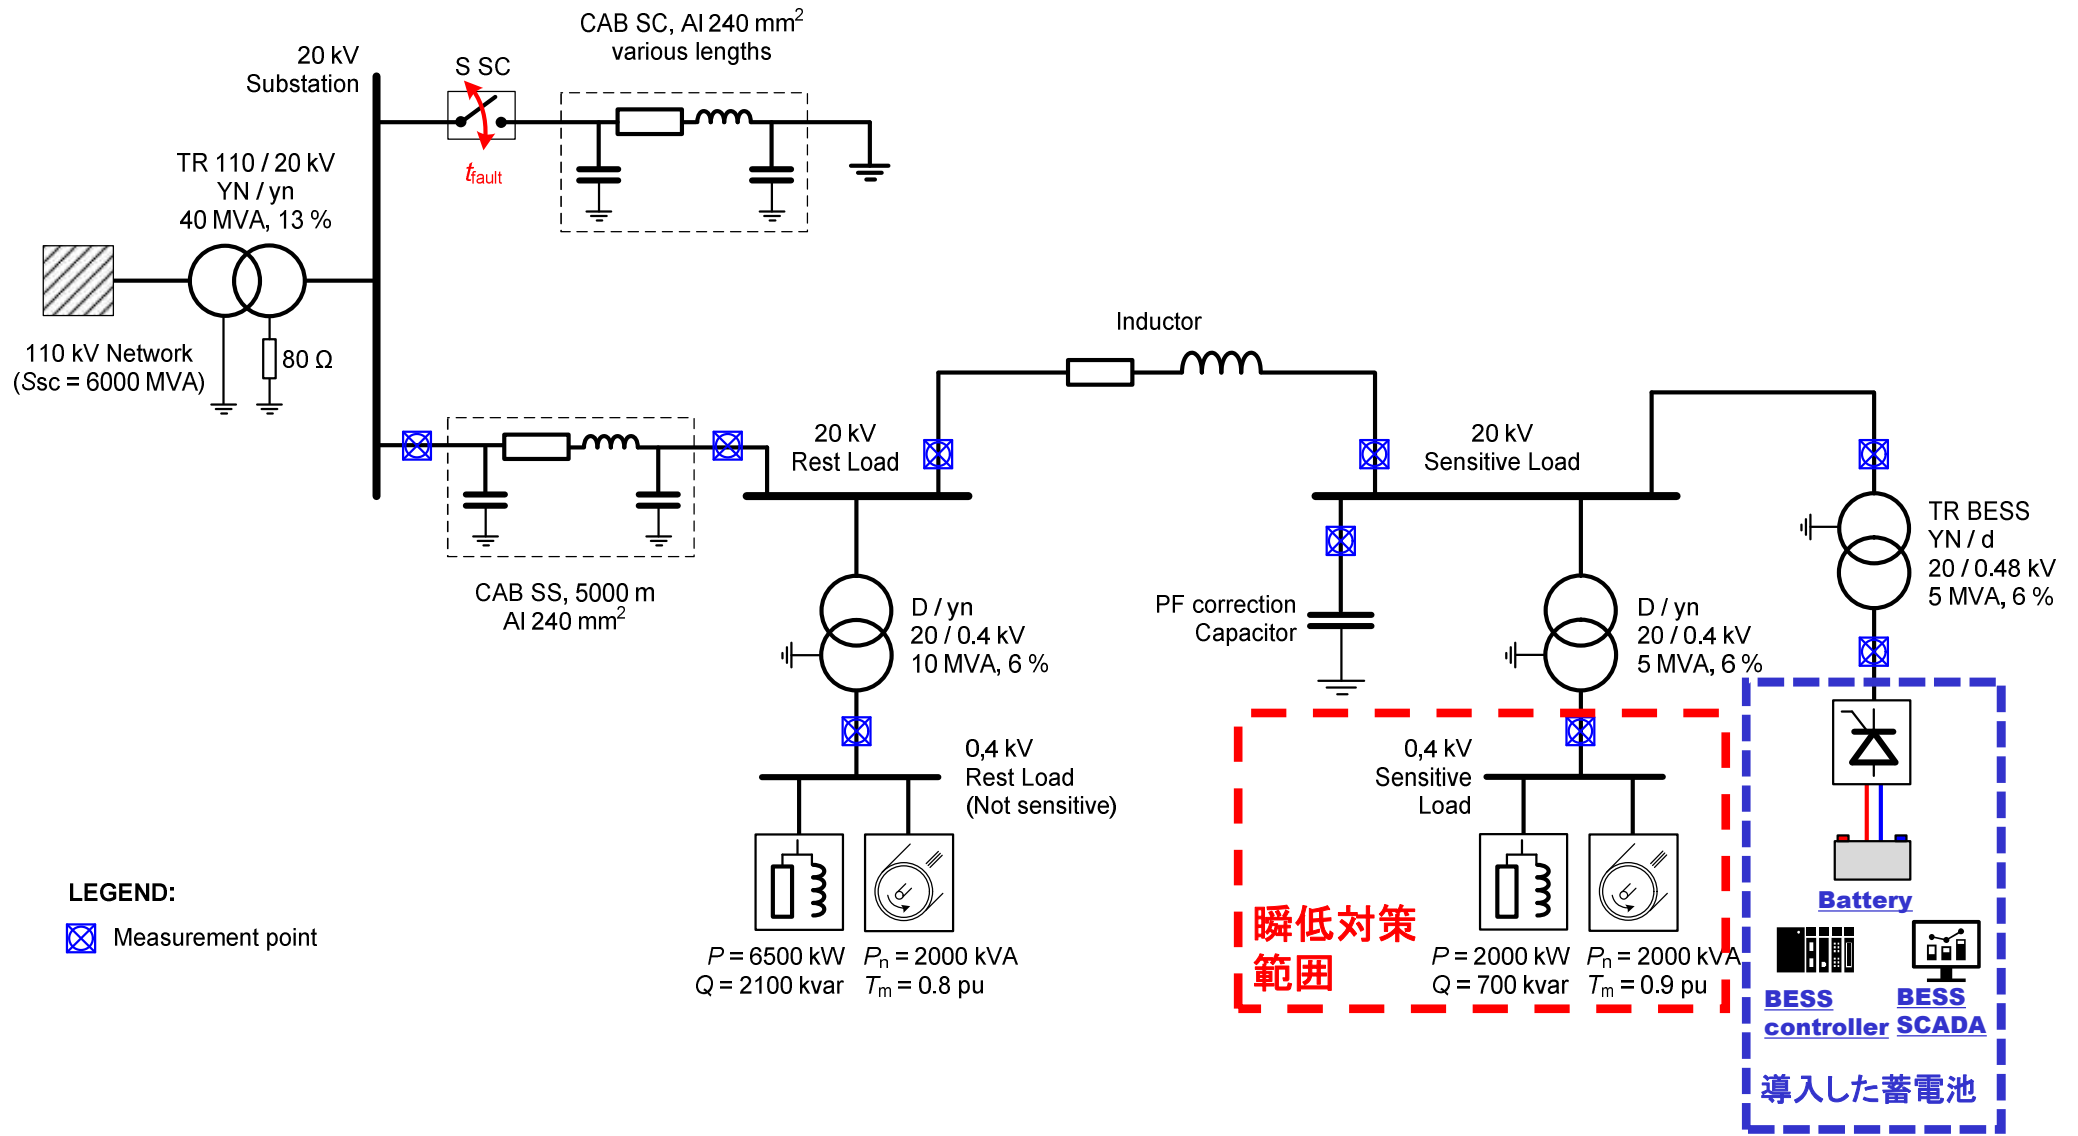 CAB SC, Al 240 mm²
various lengths
20 kV
Substation
S SC
tfault
TR 110 / 20 kV
YN / yn
40 MVA, 13 %
110 kV Network
(Ssc = 6000 MVA)
80 Ω
CAB SS, 5000 m
Al 240 mm²
20 kV
Rest Load
Inductor
20 kV
Sensitive Load
TR BESS
YN / d
20 / 0.48 kV
5 MVA, 6 %
D / yn
20 / 0.4 kV
10 MVA, 6 %
PF correction
Capacitor
D / yn
20 / 0.4 kV
5 MVA, 6 %
0,4 kV
Rest Load
(Not sensitive)
P = 6500 kW
Q = 2100 kvar
Pn = 2000 kVA
Tm = 0.8 pu
0,4 kV
Sensitive
Load
瞬低対策
範囲
P = 2000 kW
Q = 700 kvar
Pn = 2000 kVA
Tm = 0.9 pu
Battery
BESS
controller
BESS
SCADA
導入した蓄電池
LEGEND:
Measurement point